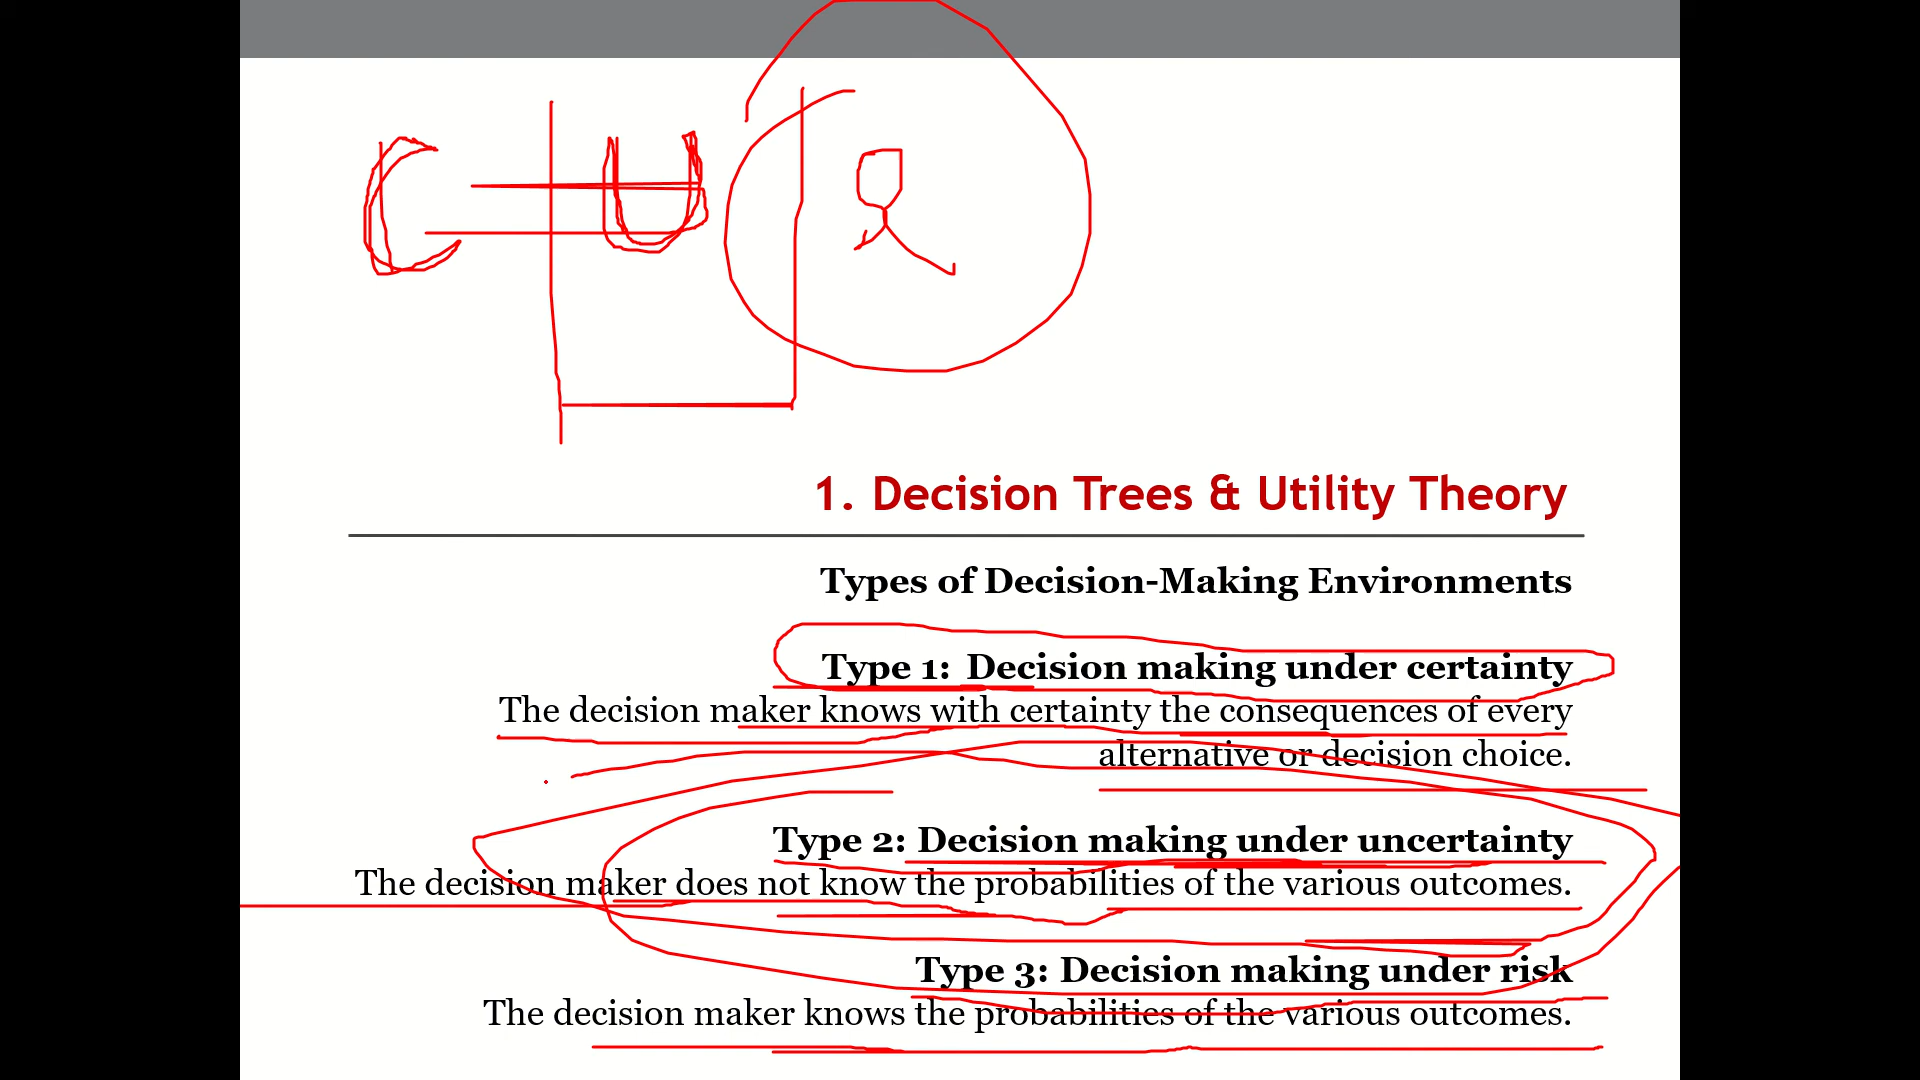 C U R
1. Decision Trees & Utility Theory
Types of Decision-Making Environments
Type 1: Decision making under certainty
The decision maker knows with certainty the consequences of every
alternative or decision choice.
Type 2: Decision making under uncertainty
The decision maker does not know the probabilities of the various outcomes.
Type 3: Decision making under risk
The decision maker knows the probabilities of the various outcomes.